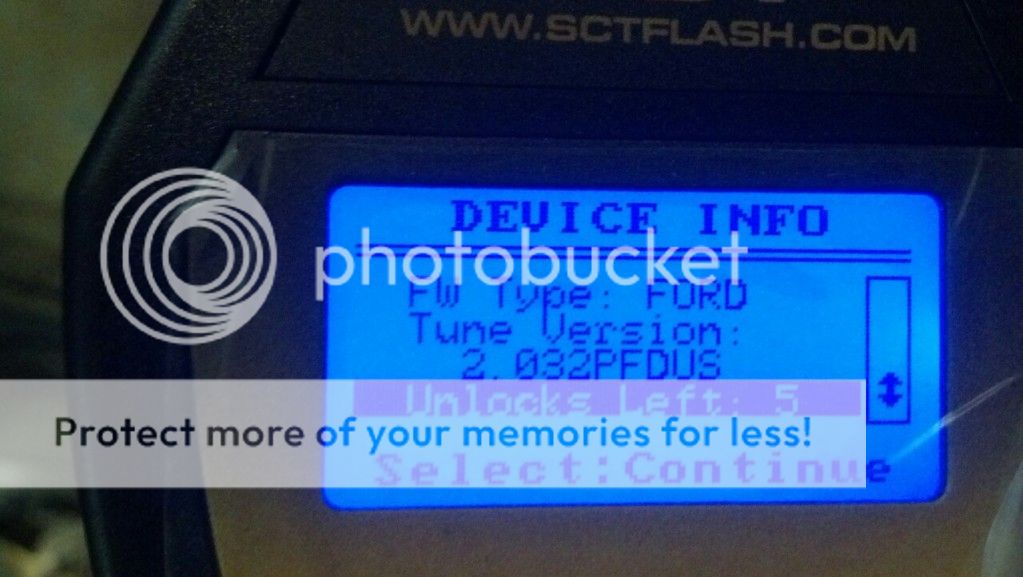 WWW.SCTFLASH.COM
DEVICE INFO
photobucket
FW Type: FORD
Tune Version:
2.032PFDUS
Unlocks Left: 5
Protect more of your memories for less!
Select:Continue